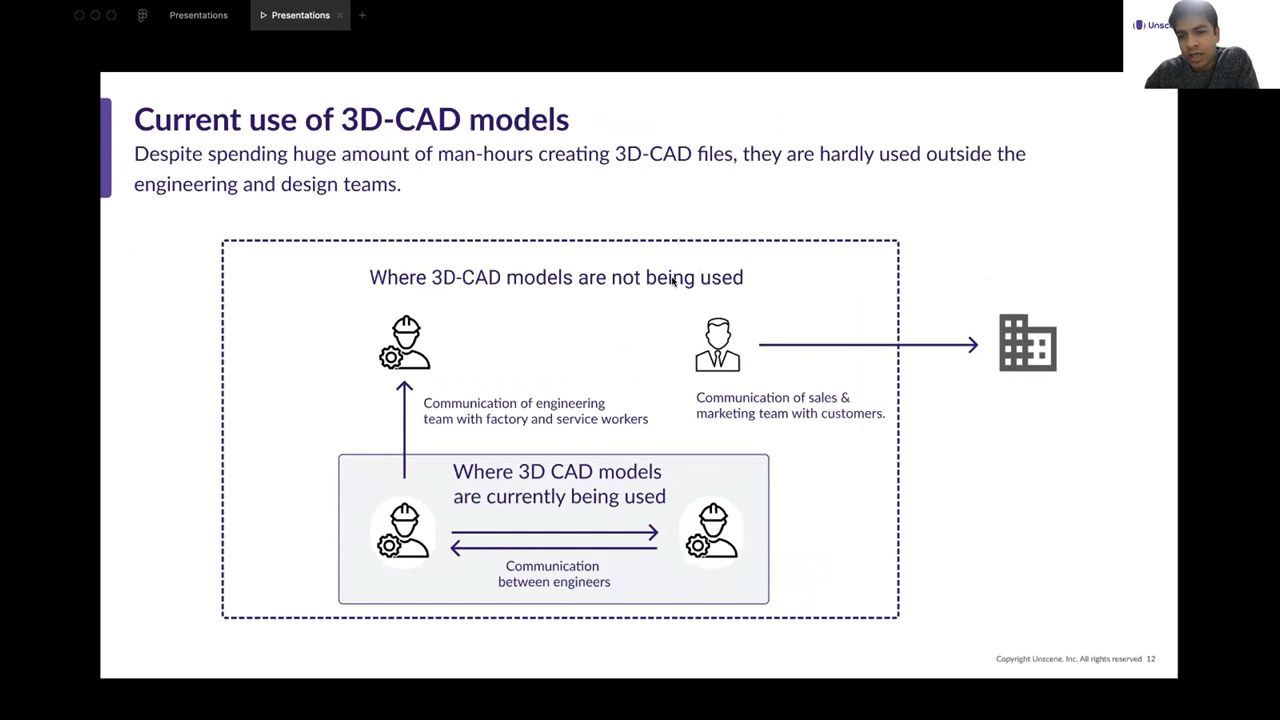 Presentations
Presentations
Current use of 3D-CAD models
Despite spending huge amount of man-hours creating 3D-CAD files, they are hardly used outside the
engineering and design teams.
Where 3D-CAD models are not being used
Communication of engineering
team with factory and service workers
Communication of sales &
marketing team with customers.
Where 3D CAD models
are currently being used
Communication
between engineers
Copyright Unscene, Inc. All rights reserved 12